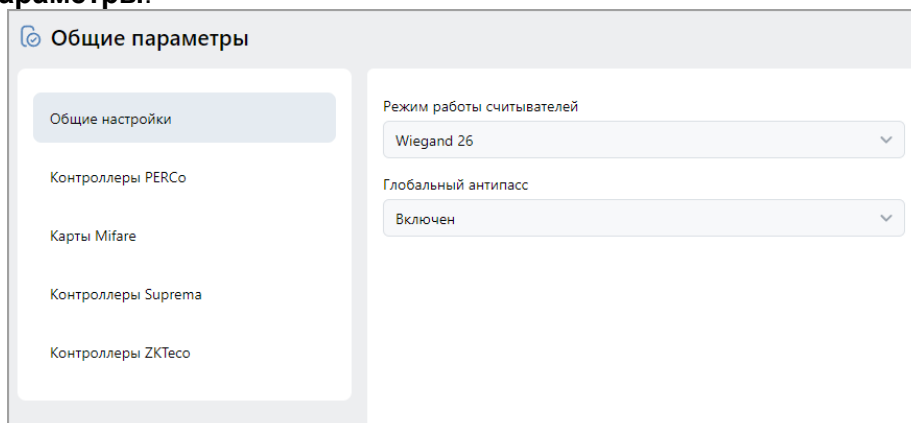 араметры.
Общие параметры
Общие настройки
Контроллеры PERCo
Карты Mifare
Контроллеры Suprema
Контроллеры ZKTeco
Режим работы считывателей
Wiegand 26
Глобальный антипасс
Включен